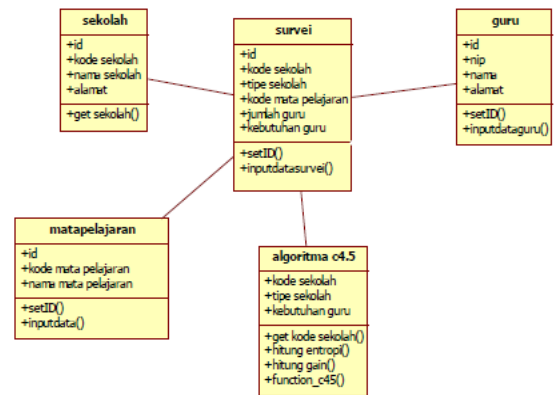 sekolah
+id
+kode sekolah
+nama sekolah
+alamat
+get sekolah()
survei
+id
+kode sekolah
+tipe sekolah
+kode mata pelajaran
+jumlah guru
+kebutuhan guru
+setID()
+inputdatasurvei()
guru
+id
+nip
+nama
+alamat
+setID()
+inputdataguru()
matapelajaran
+id
+kode mata pelajaran
+nama mata pelajaran
+setID()
+inputdata()
algoritma c4.5
+kode sekolah
+tipe sekolah
+kebutuhan guru
+get kode sekolah()
+hitung entropi()
+hitung gain()
+function_c45()